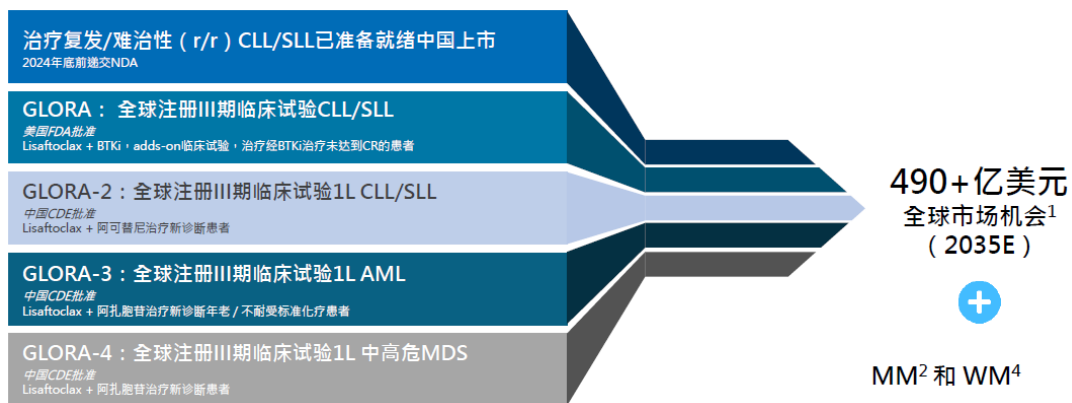 治疗复发/难治性（r/r）CLL/SLL已准备就绪中国上市
2024年底前递交NDA
GLORA： 全球注册III期临床试验CLL/SLL
美国FDA批准
Lisaftoclax + BTKi，adds-on临床试验，治疗经BTKi治疗未达到CR的患者
GLORA-2：全球注册III期临床试验1L CLL/SLL
中国CDE批准
Lisaftoclax + 阿可替尼治疗新诊断患者
GLORA-3：全球注册III期临床试验1L AML
中国CDE批准
Lisaftoclax + 阿扎胞苷治疗新诊断年老 / 不耐受标准化疗患者
GLORA-4：全球注册III期临床试验1L 中高危MDS
中国CDE批准
Lisaftoclax + 阿扎胞苷治疗新诊断患者
490+亿美元
全球市场机会1
（2035E）
+
MM2 和 WM4